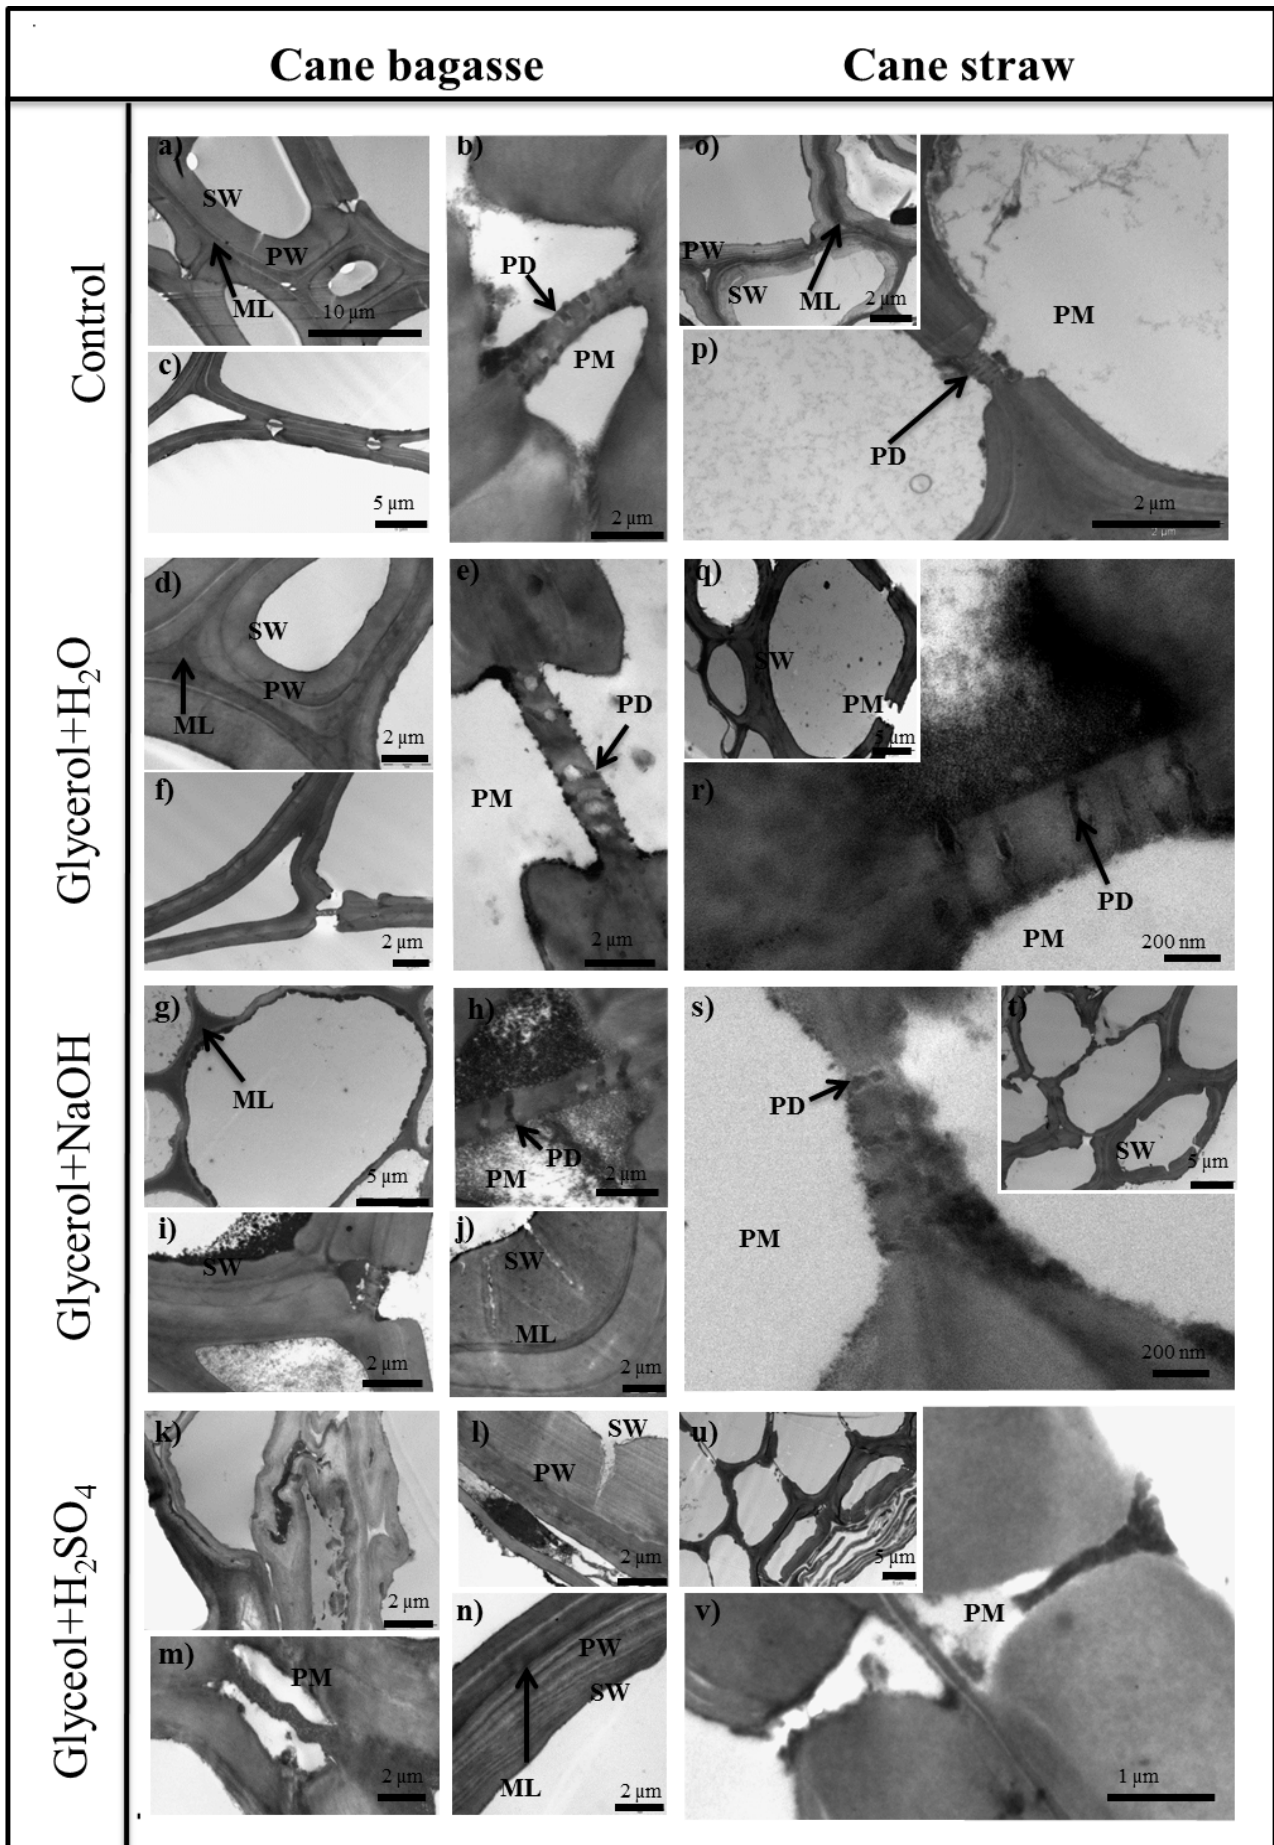 Cane bagasse
Cane straw
Control
a)
SW
PW
ML
10 µm
b)
PD
PM
2 µm
c)
5 µm
o)
PW
SW
ML
2 µm
p)
PM
PD
2 µm
2 µm
Glycerol+H₂O
d)
SW
PW
ML
2 µm
e)
PD
PM
2 µm
f)
2 µm
q)
SW
PM
5 µm
r)
PD
PM
200 nm
Glycerol+NaOH
g)
ML
5 µm
h)
PD
PM
2 µm
i)
SW
2 µm
j)
SW
ML
2 µm
s)
PD
PM
200 nm
t)
SW
5 µm
Glyceol+H₂SO₄
k)
2 µm
l)
SW
PW
2 µm
m)
PM
2 µm
n)
PW
SW
ML
2 µm
u)
5 µm
v)
PM
1 µm